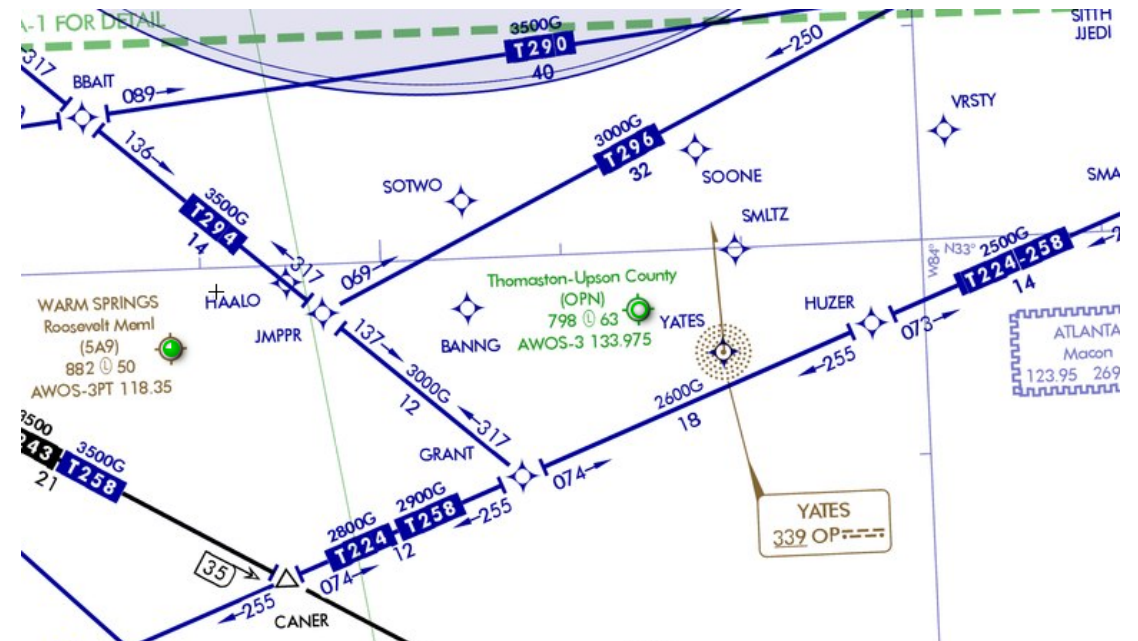 A-1 FOR DETAIL
3500G
T290
40
250
SITTH
JJEDI
317
BBAIT
089
VRSTY
136
3000G
T296
32
SOTWO
SOONE
SMA
3500G
T294
14
SMLTZ
W84°
N33°
2500G
T224-258
14
317
069
HAALO
JMPPR
WARM SPRINGS
Roosevelt Meml
(5A9)
882 Ⓛ 50
AWOS-3PT 118.35
Thomaston-Upson County
(OPN)
798 Ⓛ 63
AWOS-3 133.975
BANNG
YATES
HUZER
073
255
ATLANTA
Macon
123.95 269
137
3000G
12
317
2600G
18
GRANT
074
3500
243
21
3500G
T258
2800G
T224
2900G
T258
12
255
074
35
255
CANER
YATES
339 OP